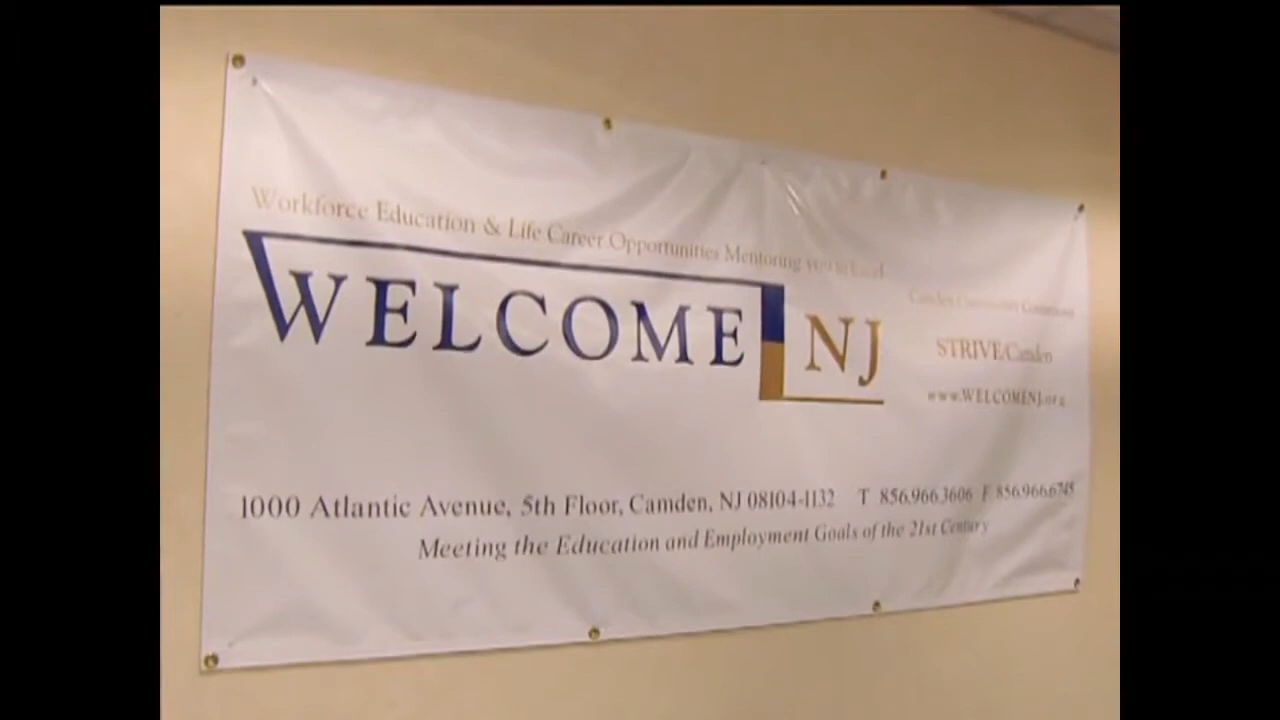 Workforce Education & Life Career Opportunities Mentoring
WELCOME NJ
STRIVE/Camden
www.WELCOMENJ.org
1000 Atlantic Avenue, 5th Floor, Camden, NJ 08104-1132 T 856.966.3606 F 856.966.6745
Meeting the Education and Employment Goals of the 21st Century